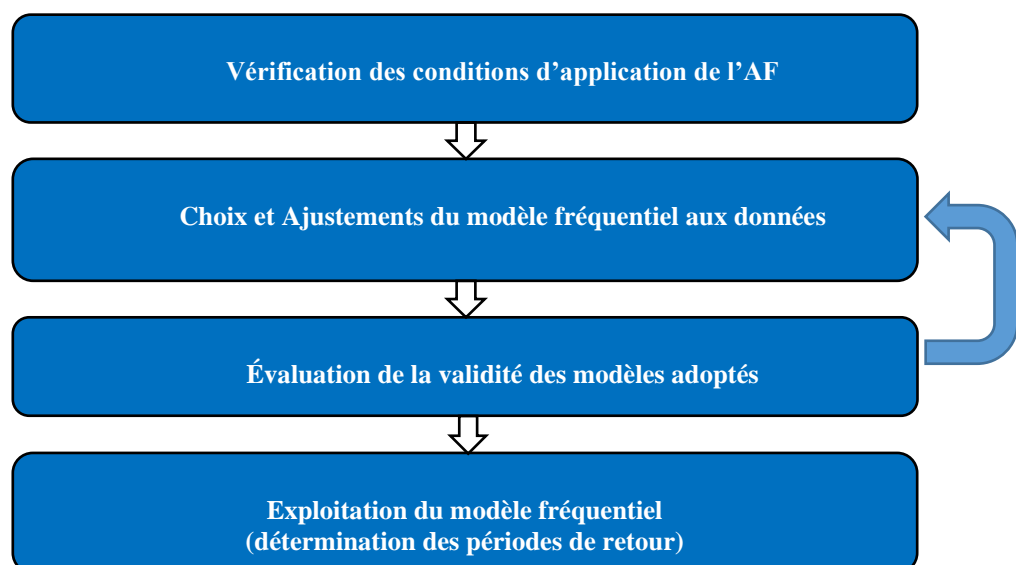 Vérification des conditions d’application de l’AF
Choix et Ajustements du modèle fréquentiel aux données
Évaluation de la validité des modèles adoptés
Exploitation du modèle fréquentiel
(détermination des périodes de retour)